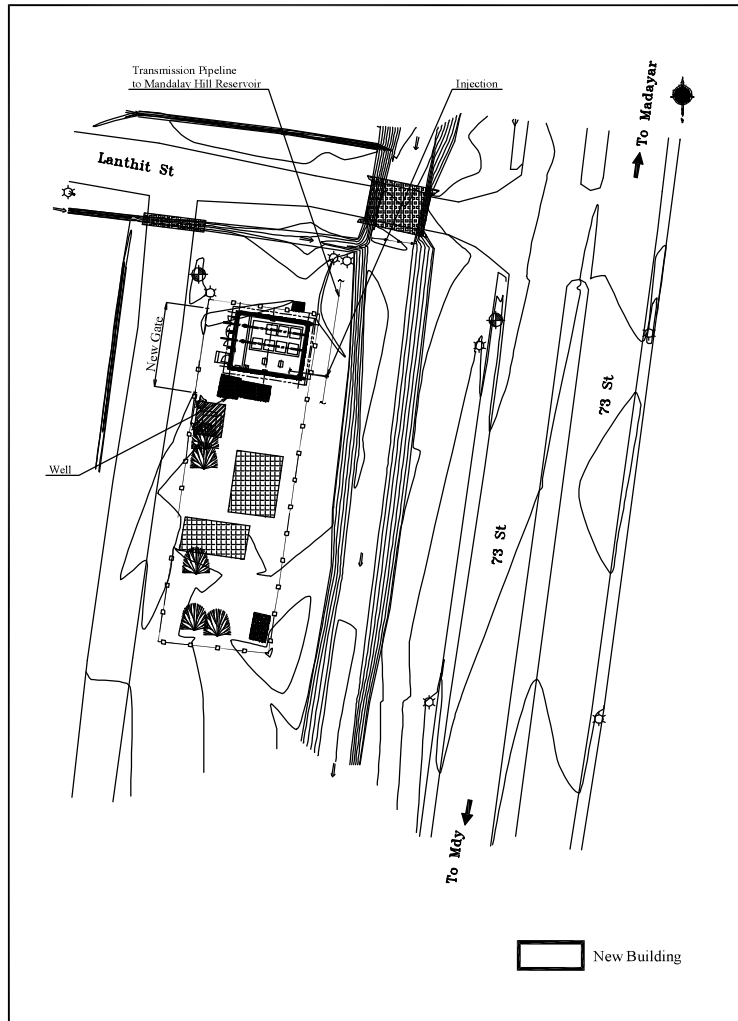 Transmission Pipeline
to Mandalay Hill Reservoir
Injection
To Madayar
Lanthit St
New Gate
73 St
Well
73 St
To Mdy
New Building